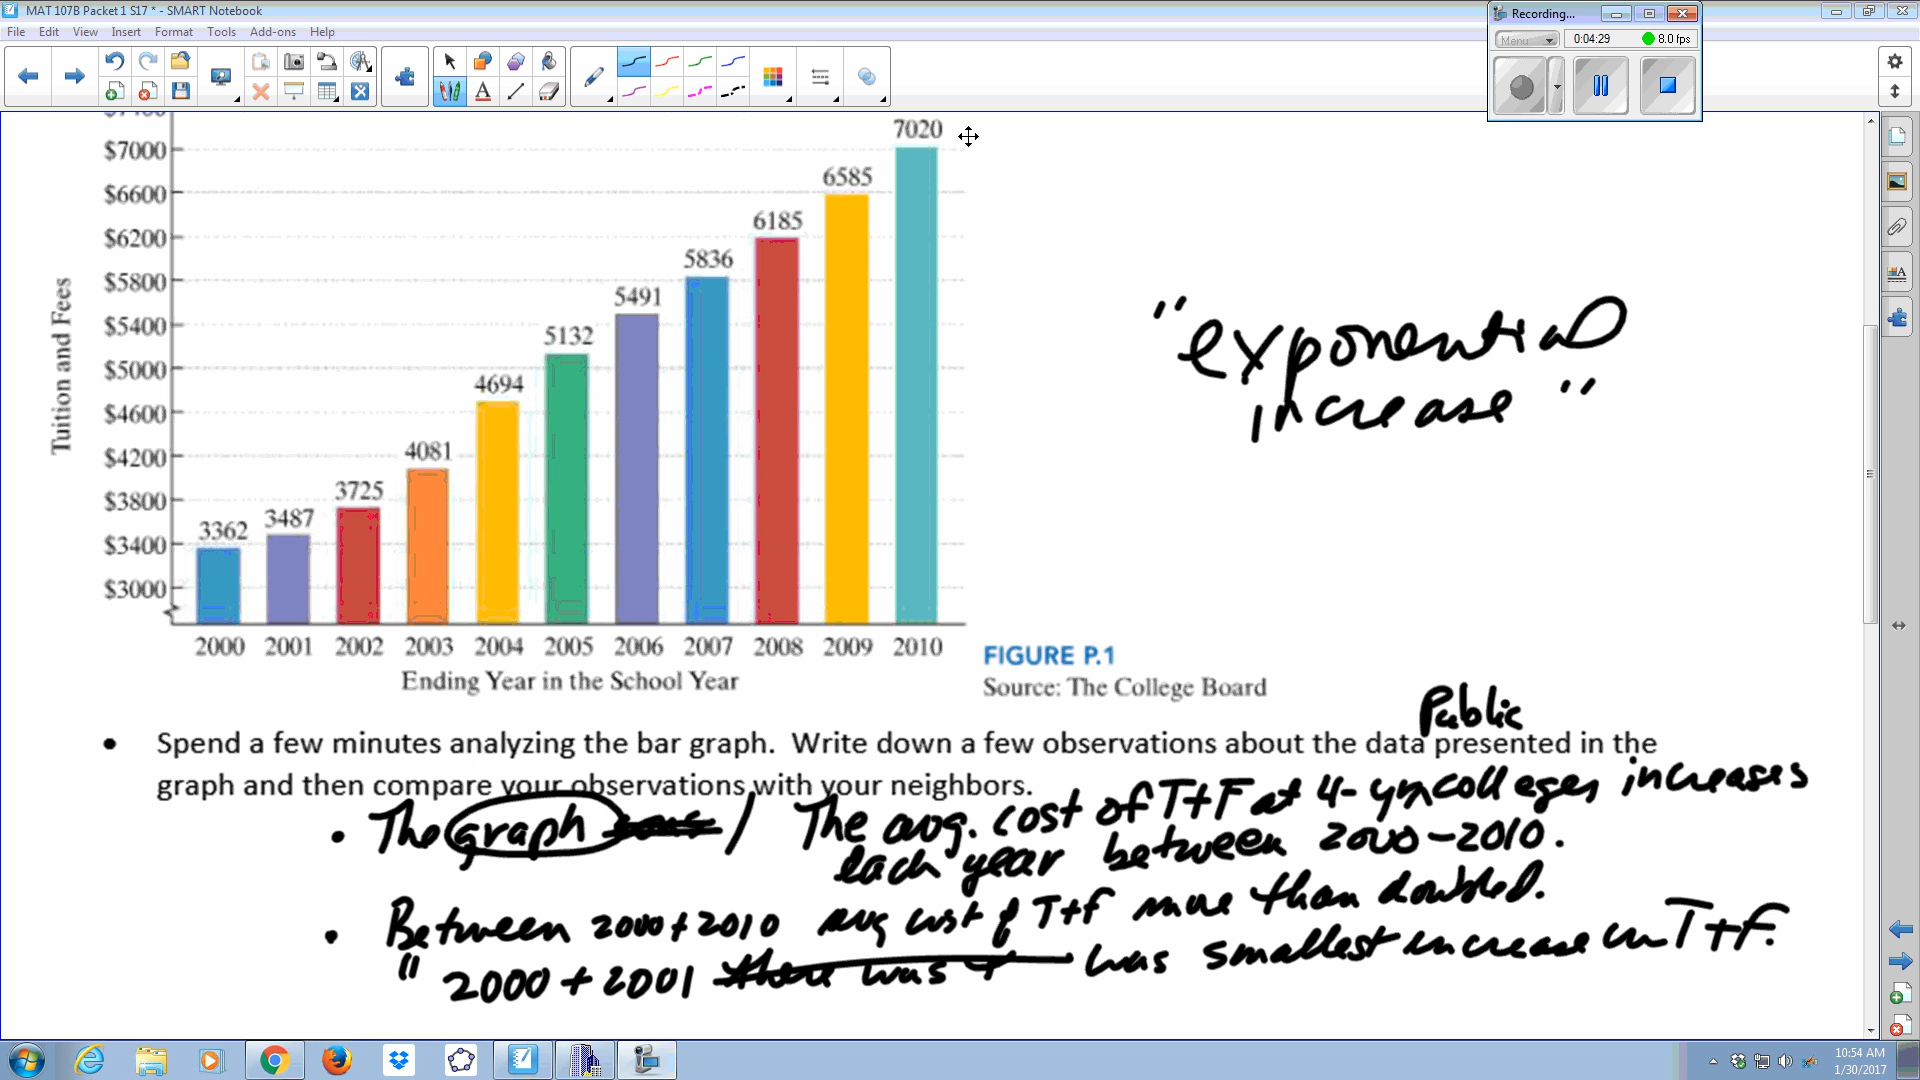 MAT 107B Packet 1 S17 * - SMART Notebook
Recording...
File Edit View Insert Format Tools Add-ons Help
Menu 0:04:29 8.0 fps
$7000
$6600
$6200
$5800
$5400
$5000
$4600
$4200
$3800
$3400
$3000
Tuition and Fees
3362 3487 3725 4081 4694 5132 5491 5836 6185 6585 7020
2000 2001 2002 2003 2004 2005 2006 2007 2008 2009 2010
Ending Year in the School Year
FIGURE P.1
Source: The College Board
"exponential
increase"
Public
• Spend a few minutes analyzing the bar graph. Write down a few observations about the data presented in the
graph and then compare your observations with your neighbors.
• The graph / The avg. cost of T+F at 4-yr colleges increases
each year between 2000-2010.
• Between 2000 + 2010 avg cost of T+F more than doubled.
" 2000 + 2001 there was was smallest increase in T+F.
10:54 AM
1/30/2017